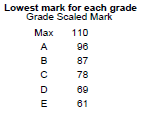 Lowest mark for each grade
Grade Scaled Mark
Max 110
A 96
B 87
C 78
D 69
E 61